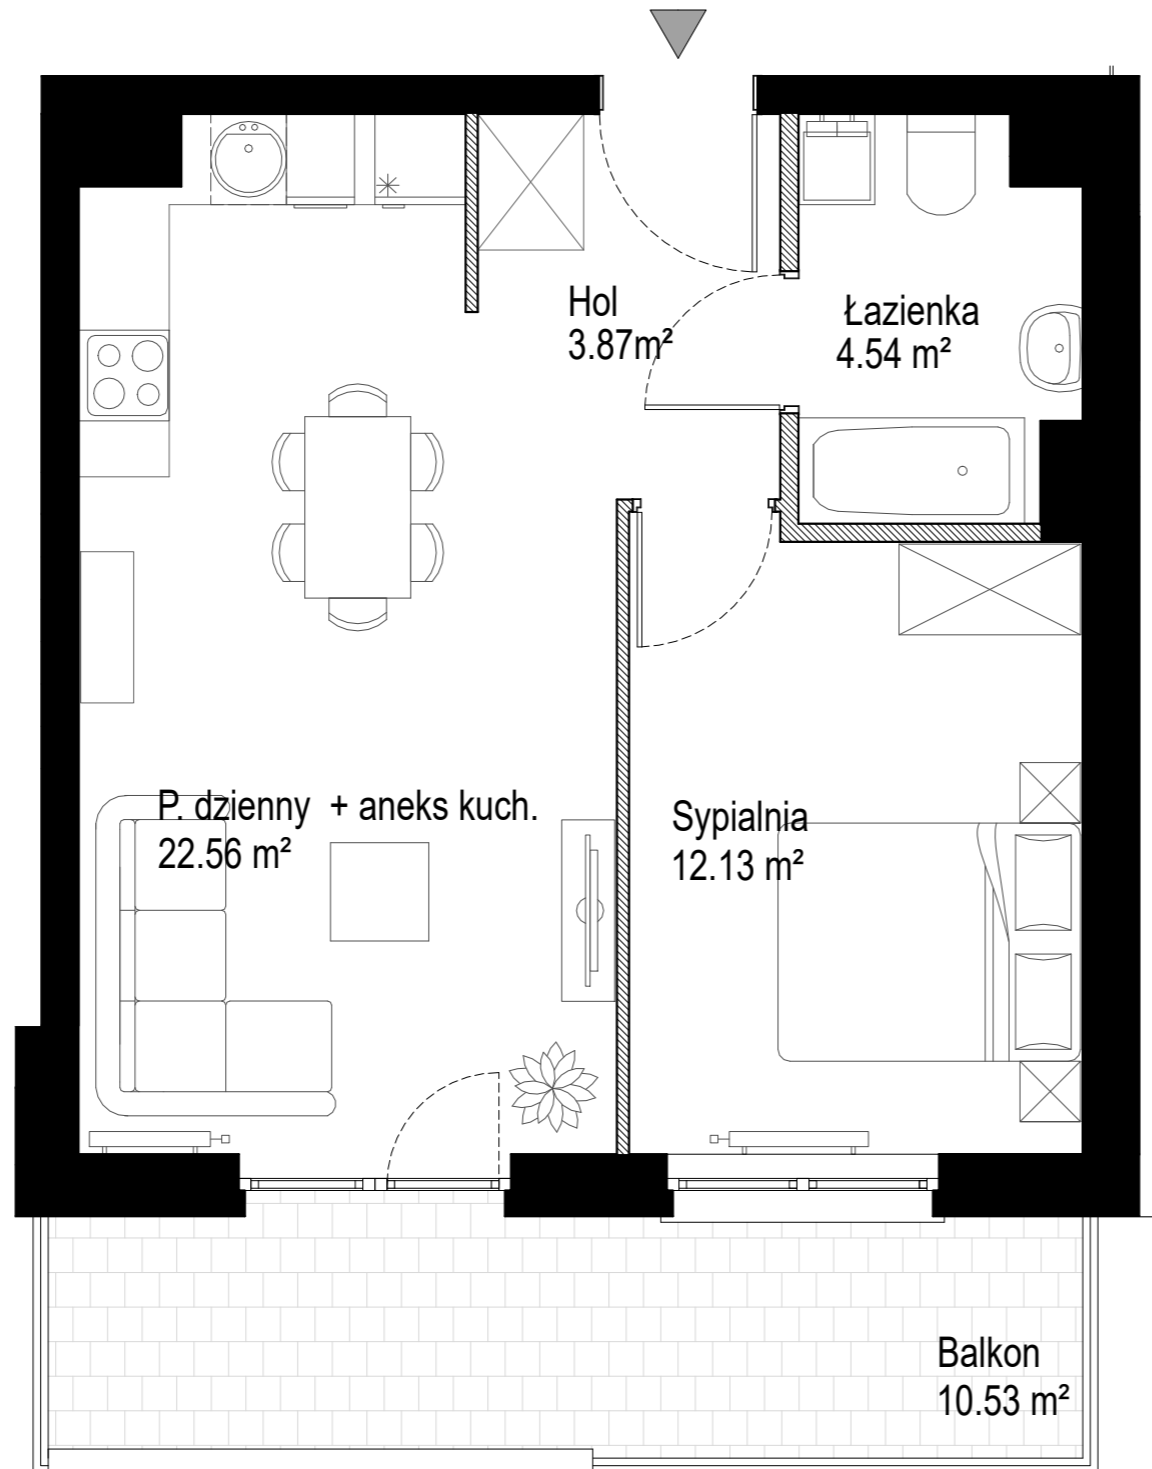 Hol
3.87m²
Łazienka
4.54 m²
P. dzienny + aneks kuch.
22.56 m²
Sypialnia
12.13 m²
Balkon
10.53 m²